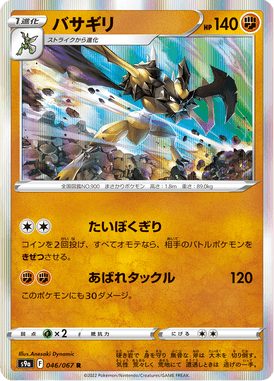 1進化
バサギリ
HP 140
ストライクから進化
全国図鑑NO.900 まさかりポケモン 高さ:1.8m 重さ:89.0kg
たいぼくぎり
コインを2回投げ、すべてオモテなら、相手のバトルポケモンを
きぜつさせる。
あばれタックル 120
このポケモンにも30ダメージ。
弱点 ×2 抵抗力 にげる
Illus. Anesaki Dynamic
s9a F 046/067 R
©2022 Pokémon/Nintendo/Creatures/GAME FREAK.